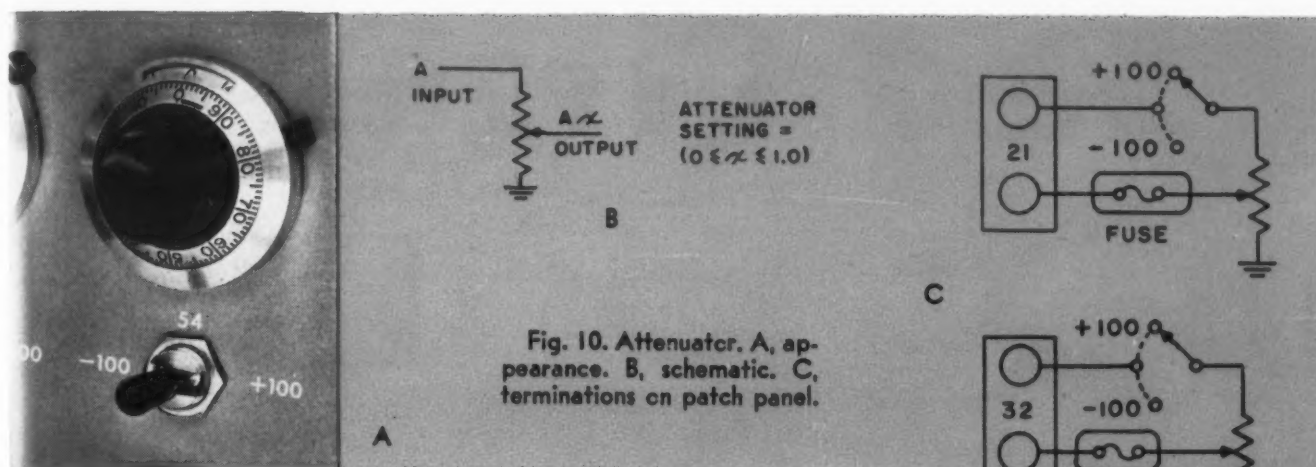 54
-100
+100
00
A
A
INPUT
A∝
OUTPUT
ATTENUATOR
SETTING =
(0 ≤ ∝ ≤ 1.0)
B
Fig. 10. Attenuator. A, ap-
pearance. B, schematic. C,
terminations on patch panel.
C
+100
21
-100
FUSE
+100
32
-100